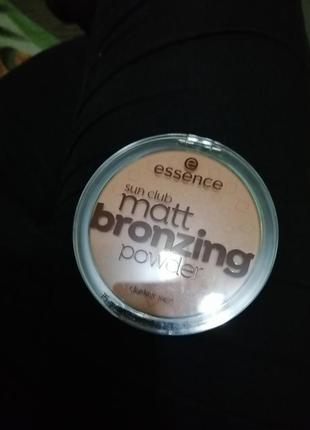 essence
sun club
matt
bronzing
powder